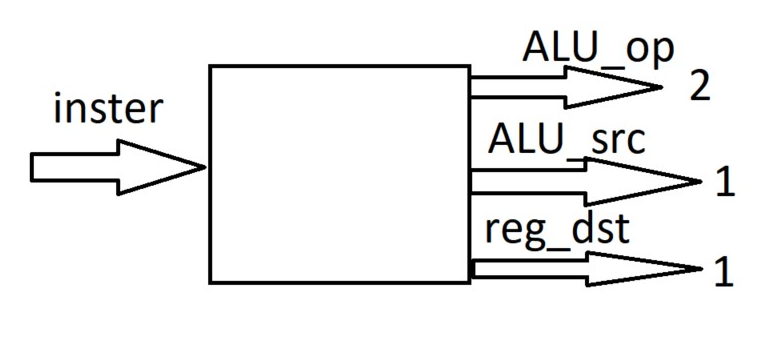 ALU_op
2
inster
ALU_src
1
reg_dst
1